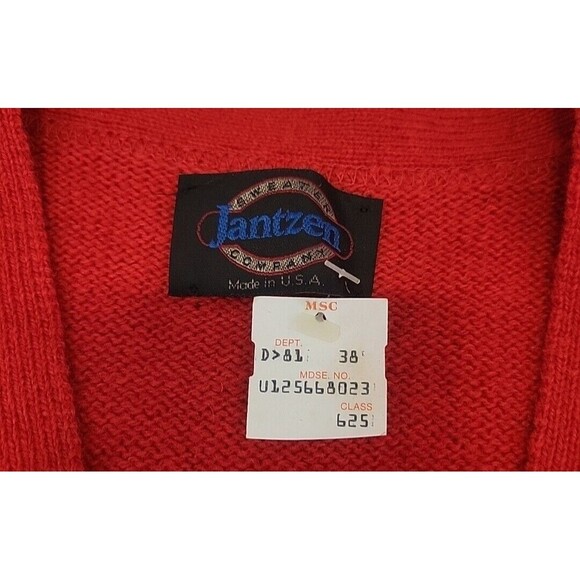 SWEATER
Jantzen
COMPANY
Made in U.S.A.
MSC
DEPT.
D>81 38
MDSE. NO.
U125668023
CLASS
625